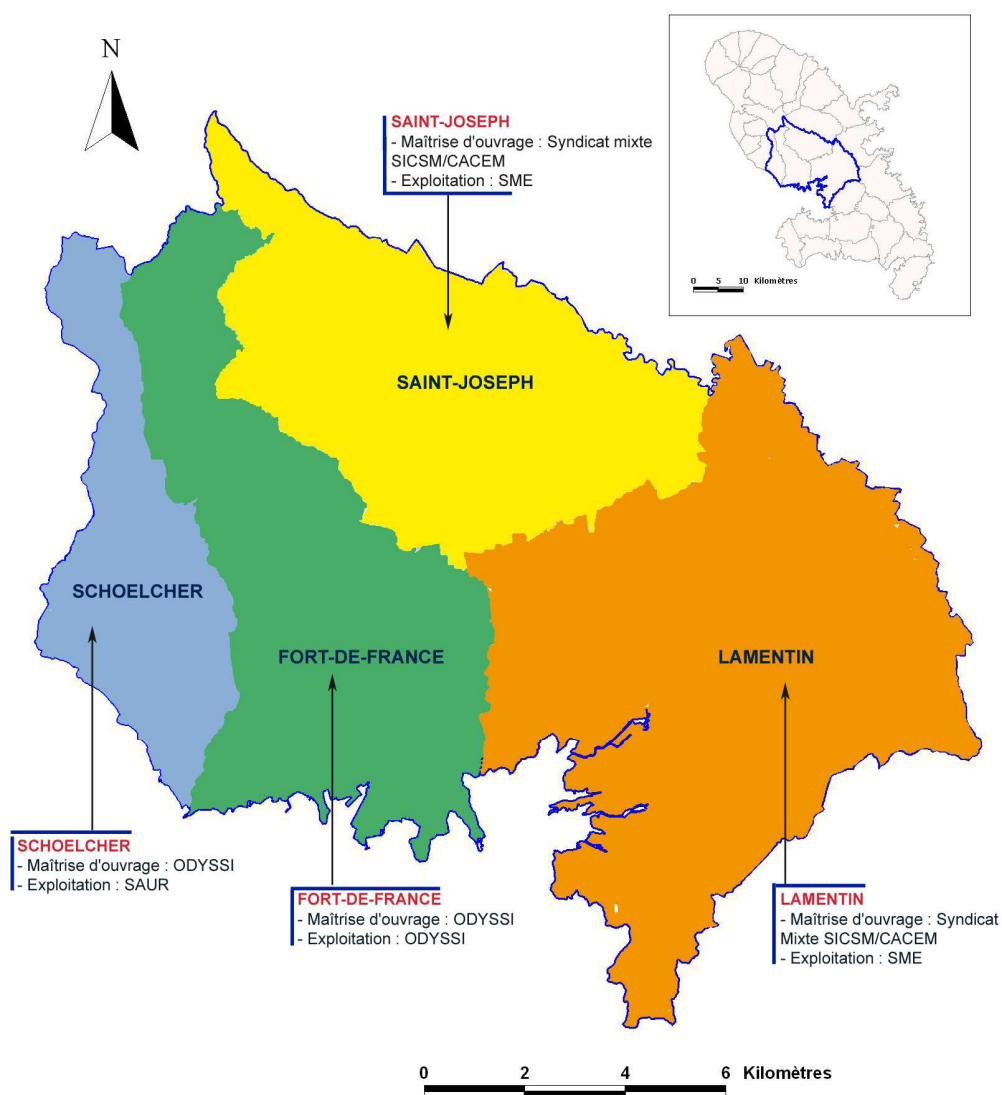 N
SAINT-JOSEPH
- Maîtrise d'ouvrage : Syndicat mixte
SICSM/CACEM
- Exploitation : SME
0 5 10 Kilomètres
SAINT-JOSEPH
SCHOELCHER
FORT-DE-FRANCE
LAMENTIN
SCHOELCHER
- Maîtrise d'ouvrage : ODYSSI
- Exploitation : SAUR
FORT-DE-FRANCE
- Maîtrise d'ouvrage : ODYSSI
- Exploitation : ODYSSI
LAMENTIN
- Maîtrise d'ouvrage : Syndicat
Mixte SICSM/CACEM
- Exploitation : SME
0 2 4 6 Kilomètres